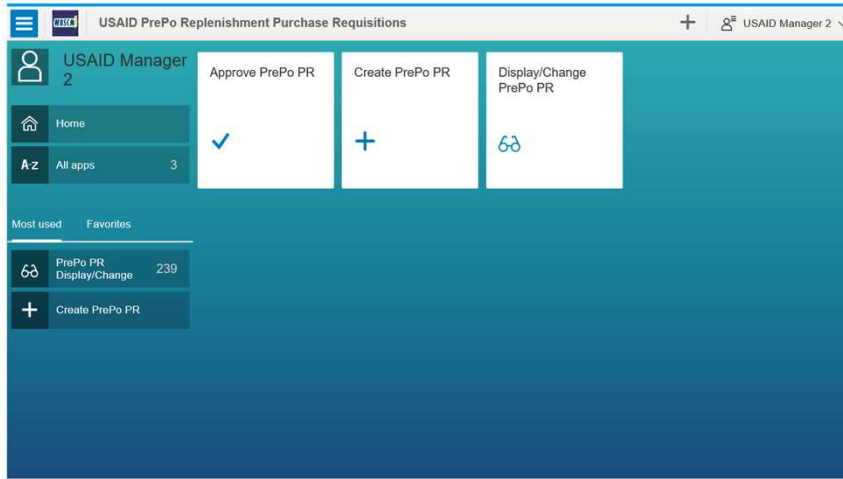 WBSCM
USAID PrePo Replenishment Purchase Requisitions
USAID Manager 2
USAID Manager
2
Home
A-Z
All apps
3
Most used
Favorites
PrePo PR
Display/Change
239
Create PrePo PR
Approve PrePo PR
Create PrePo PR
Display/Change
PrePo PR